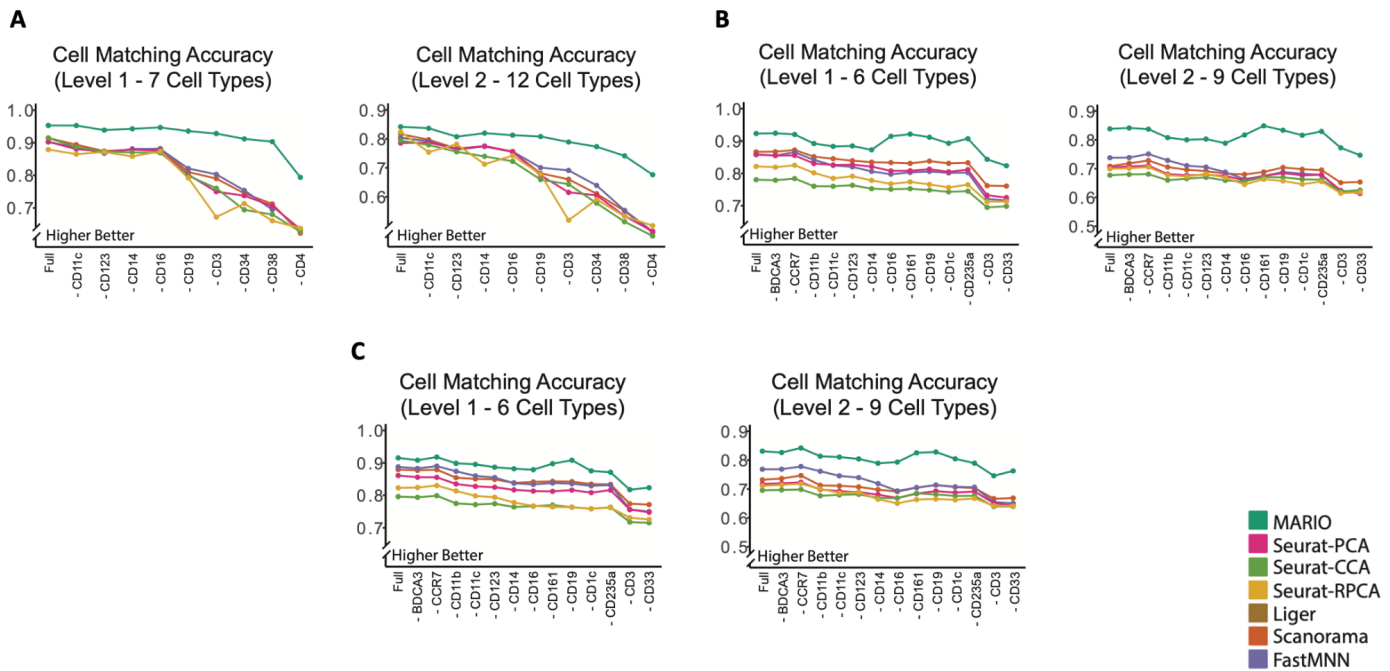 A
Cell Matching Accuracy
(Level 1 - 7 Cell Types)
1.0
0.9
0.8
0.7
Higher Better
Full
- CD11c
- CD123
- CD14
- CD16
- CD19
- CD3
- CD34
- CD38
- CD4
Cell Matching Accuracy
(Level 2 - 12 Cell Types)
0.9
0.8
0.7
0.6
Higher Better
Full
- CD11c
- CD123
- CD14
- CD16
- CD19
- CD3
- CD34
- CD38
- CD4
B
Cell Matching Accuracy
(Level 1 - 6 Cell Types)
1.0
0.9
0.8
0.7
Higher Better
Full
- BDCA3
- CCR7
- CD11b
- CD11c
- CD123
- CD14
- CD16
- CD161
- CD19
- CD1c
- CD235a
- CD3
- CD33
Cell Matching Accuracy
(Level 2 - 9 Cell Types)
0.9
0.8
0.7
0.6
0.5
Higher Better
Full
- BDCA3
- CCR7
- CD11b
- CD11c
- CD123
- CD14
- CD16
- CD161
- CD19
- CD1c
- CD235a
- CD3
- CD33
C
Cell Matching Accuracy
(Level 1 - 6 Cell Types)
1.0
0.9
0.8
0.7
Higher Better
Full
- BDCA3
- CCR7
- CD11b
- CD11c
- CD123
- CD14
- CD16
- CD161
- CD19
- CD1c
- CD235a
- CD3
- CD33
Cell Matching Accuracy
(Level 2 - 9 Cell Types)
0.9
0.8
0.7
0.6
0.5
Higher Better
Full
- BDCA3
- CCR7
- CD11b
- CD11c
- CD123
- CD14
- CD16
- CD161
- CD19
- CD1c
- CD235a
- CD3
- CD33
MARIO
Seurat-PCA
Seurat-CCA
Seurat-RPCA
Liger
Scanorama
FastMNN